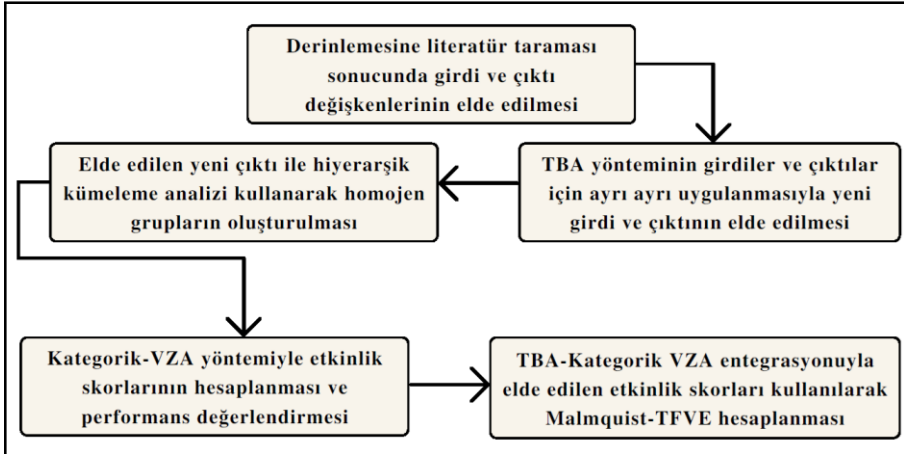 Derinlemesine literatür taraması
sonucunda girdi ve çıktı
değişkenlerinin elde edilmesi
TBA yönteminin girdiler ve çıktılar
için ayrı ayrı uygulanmasıyla yeni
girdi ve çıktının elde edilmesi
Elde edilen yeni çıktı ile hiyerarşik
kümeleme analizi kullanarak homojen
grupların oluşturulması
Kategorik-VZA yöntemiyle etkinlik
skorlarının hesaplanması ve
performans değerlendirmesi
TBA-Kategorik VZA entegrasyonuyla
elde edilen etkinlik skorları kullanılarak
Malmquist-TFVE hesaplanması